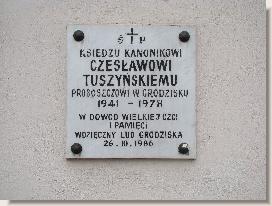 Ś † P
KSIĘDZU KANONIKOWI
CZESŁAWOWI
TUSZYŃSKIEMU
PROBOSZCZOWI W GRODZISKU
1941 - 1978
W DOWÓD WIELKIEJ CZCI
I PAMIĘCI
WDZIĘCZNY LUD GRODZISKA
26.10.1986